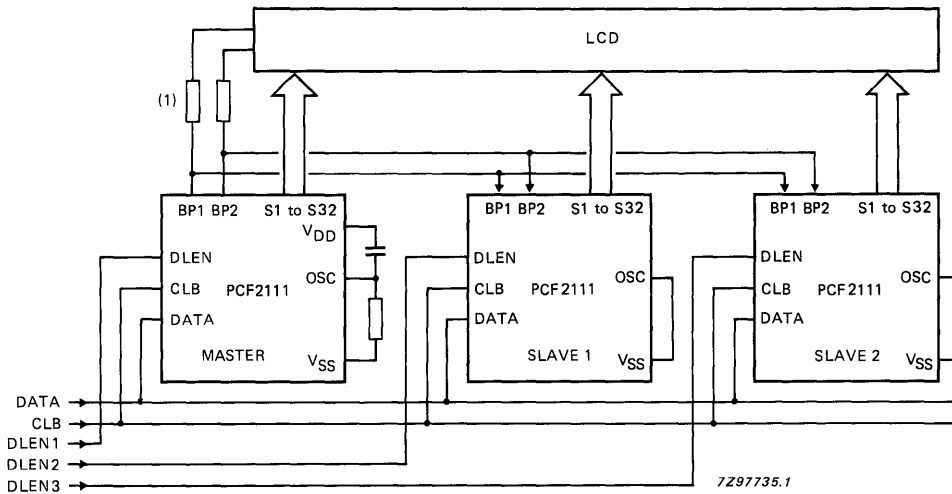 LCD
(1)
BP1 BP2 S1 to S32
VDD
DLEN
OSC
CLB
PCF2111
DATA
MASTER
VSS
BP1 BP2 S1 to S32
DLEN
OSC
CLB
PCF2111
DATA
SLAVE 1
VSS
BP1 BP2 S1 to S32
DLEN
OSC
CLB
PCF2111
DATA
SLAVE 2
VSS
DATA
CLB
DLEN1
DLEN2
DLEN3
7Z97735.1